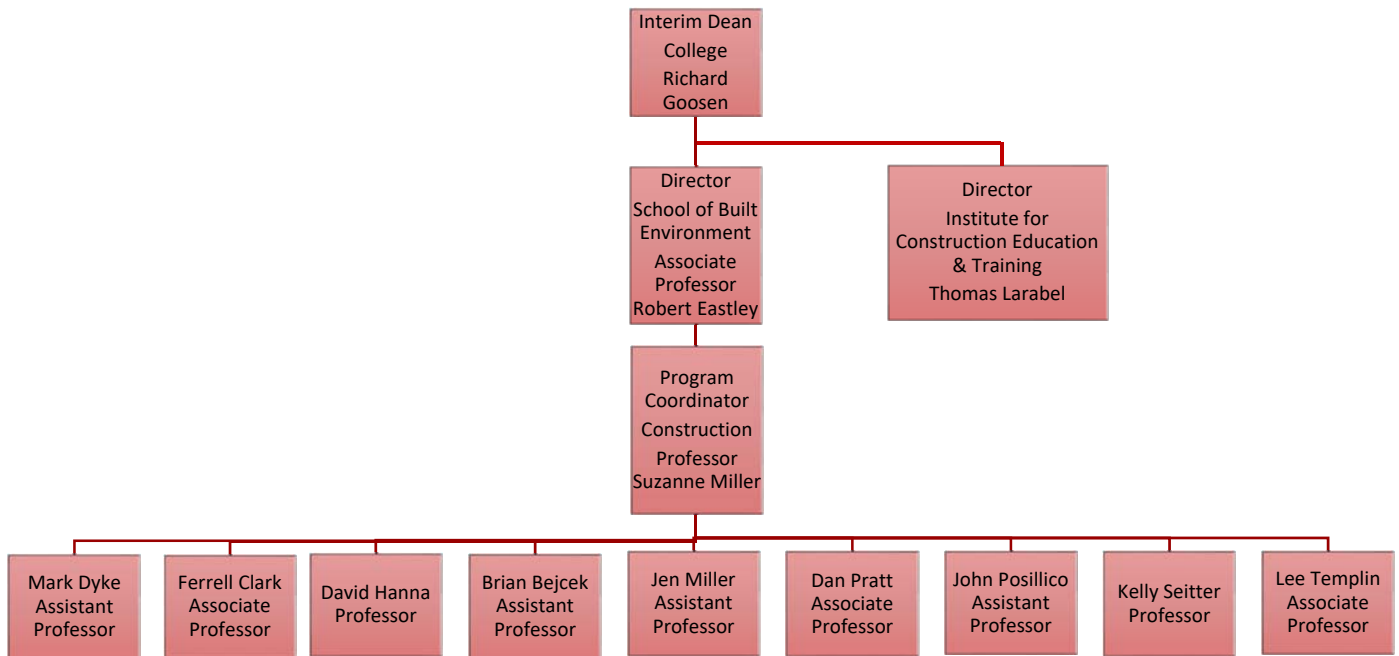 Interim Dean
College
Richard
Goosen
Director
School of Built
Environment
Associate
Professor
Robert Eastley
Director
Institute for
Construction Education
& Training
Thomas Larabel
Program
Coordinator
Construction
Professor
Suzanne Miller
Mark Dyke
Assistant
Professor
Ferrell Clark
Associate
Professor
David Hanna
Professor
Brian Bejcek
Assistant
Professor
Jen Miller
Assistant
Professor
Dan Pratt
Associate
Professor
John Posillico
Assistant
Professor
Kelly Seitter
Professor
Lee Templin
Associate
Professor